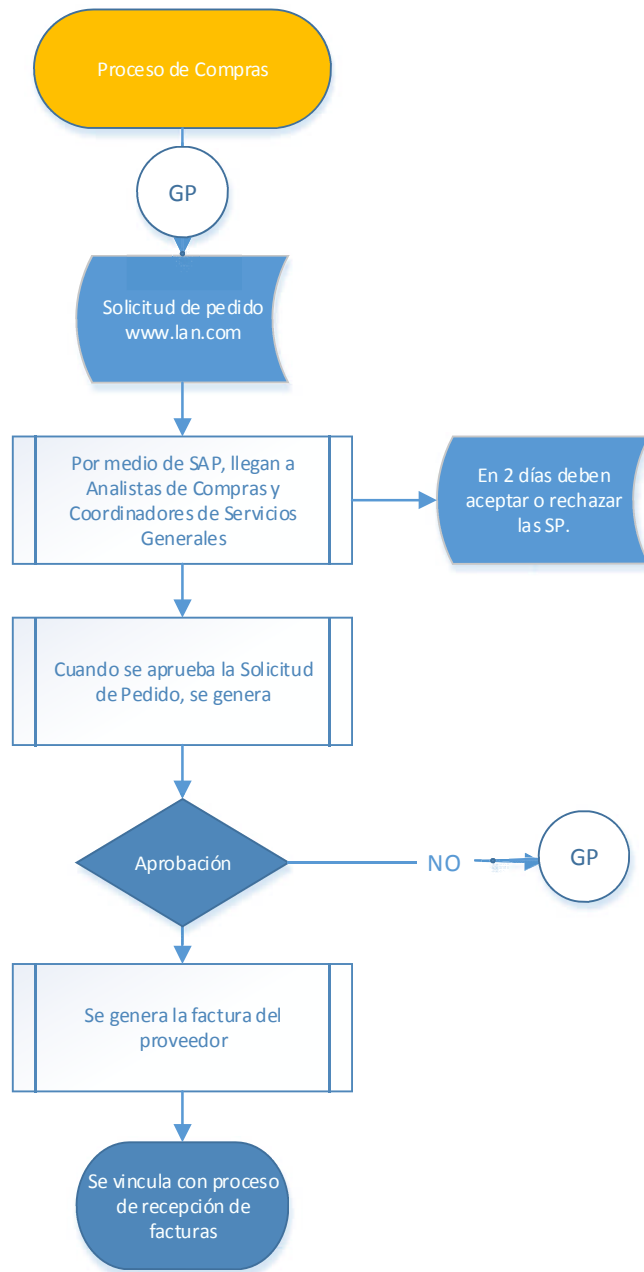 Proceso de Compras
GP
Solicitud de pedido
www.lan.com
Por medio de SAP, llegan a
Analistas de Compras y
Coordinadores de Servicios
Generales
En 2 días deben
aceptar o rechazar
las SP.
Cuando se aprueba la Solicitud
de Pedido, se genera
Aprobación
NO
GP
Se genera la factura del
proveedor
Se vincula con proceso
de recepción de
facturas